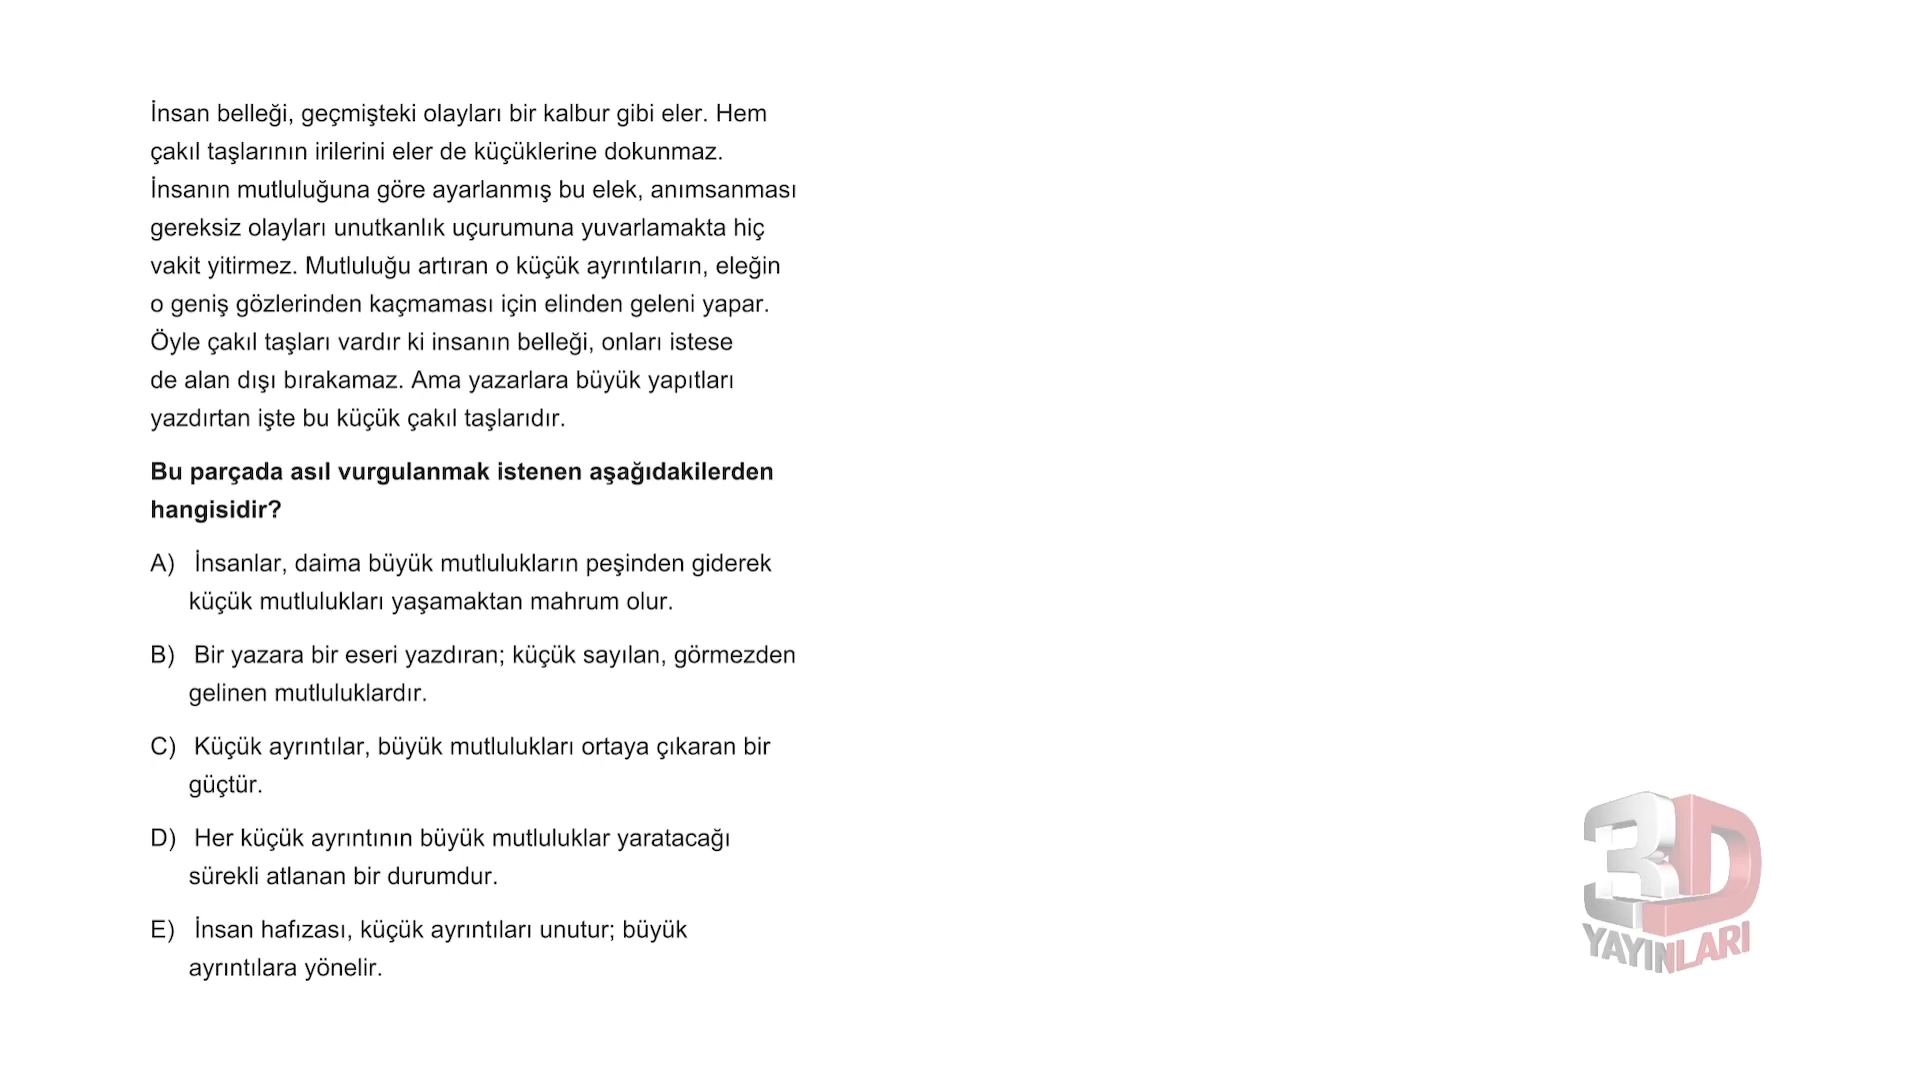 İnsan belleği, geçmişteki olayları bir kalbur gibi eler. Hem
çakıl taşlarının irilerini eler de küçüklerine dokunmaz.
İnsanın mutluluğuna göre ayarlanmış bu elek, anımsanması
gereksiz olayları unutkanlık uçurumuna yuvarlamakta hiç
vakit yitirmez. Mutluluğu artıran o küçük ayrıntıların, eleğin
o geniş gözlerinden kaçmaması için elinden geleni yapar.
Öyle çakıl taşları vardır ki insanın belleği, onları istese
de alan dışı bırakamaz. Ama yazarlara büyük yapıtları
yazdırtan işte bu küçük çakıl taşlarıdır.
Bu parçada asıl vurgulanmak istenen aşağıdakilerden
hangisidir?
A) İnsanlar, daima büyük mutlulukların peşinden giderek
küçük mutlulukları yaşamaktan mahrum olur.
B) Bir yazara bir eseri yazdıran; küçük sayılan, görmezden
gelinen mutluluklardır.
C) Küçük ayrıntılar, büyük mutlulukları ortaya çıkaran bir
güçtür.
D) Her küçük ayrıntının büyük mutluluklar yaratacağı
sürekli atlanan bir durumdur.
E) İnsan hafızası, küçük ayrıntıları unutur; büyük
ayrıntılara yönelir.
3D
YAYINLARI